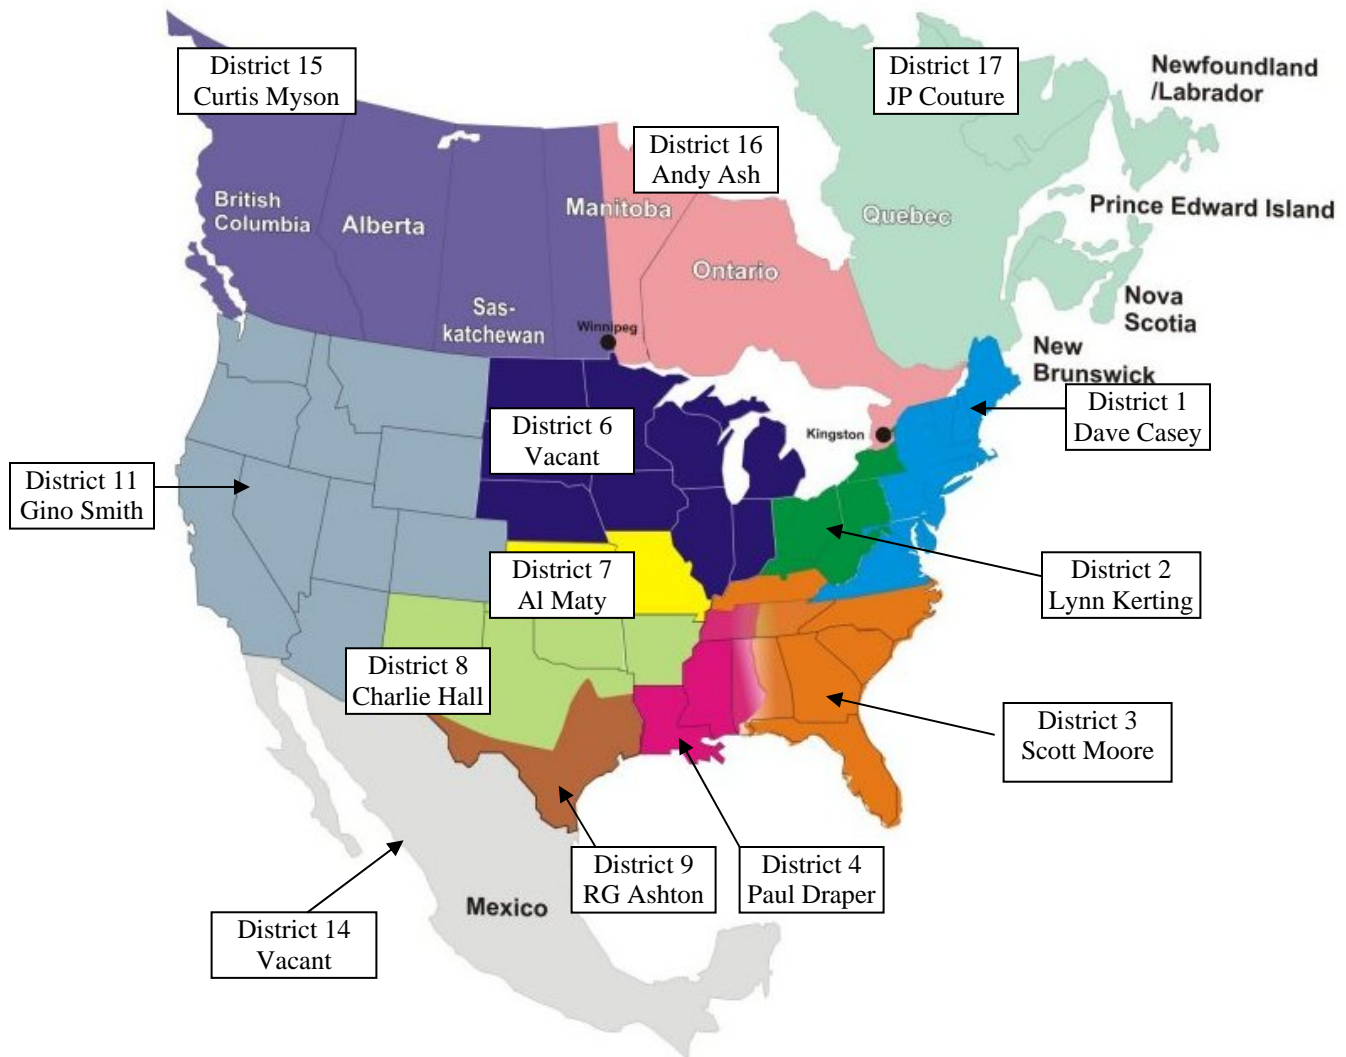 District 15
Curtis Myson
District 17
JP Couture
Newfoundland
/Labrador
District 16
Andy Ash
British
Columbia
Alberta
Manitoba
Quebec
Prince Edward Island
Ontario
Sas-
katchewan
Winnipeg
Nova
Scotia
New
Brunswick
District 1
Dave Casey
District 6
Vacant
Kingston
District 11
Gino Smith
District 7
Al Maty
District 2
Lynn Kerting
District 8
Charlie Hall
District 3
Scott Moore
District 9
RG Ashton
District 4
Paul Draper
Mexico
District 14
Vacant